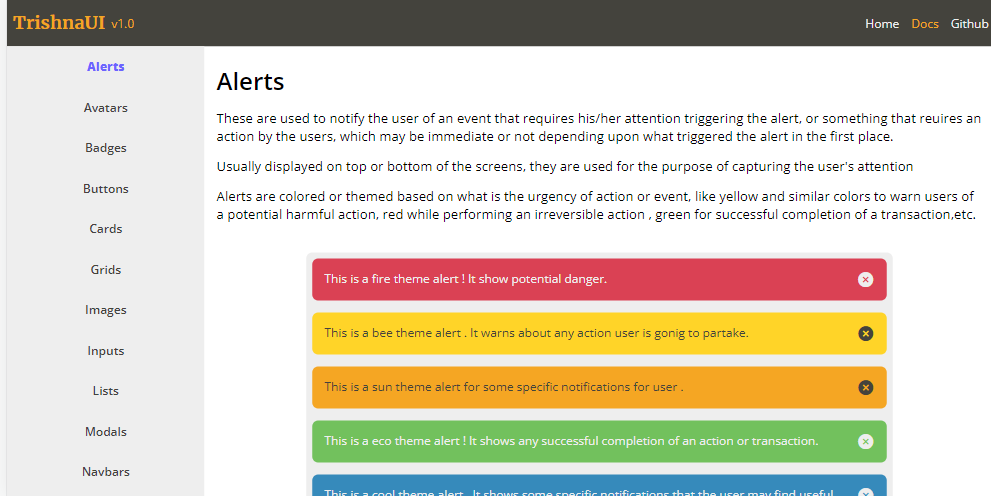 TrishnaUI v1.0
Home Docs Github
Alerts
Avatars
Badges
Buttons
Cards
Grids
Images
Inputs
Lists
Modals
Navbars
Alerts
These are used to notify the user of an event that requires his/her attention triggering the alert, or something that reuires an
action by the users, which may be immediate or not depending upon what triggered the alert in the first place.
Usually displayed on top or bottom of the screens, they are used for the purpose of capturing the user's attention
Alerts are colored or themed based on what is the urgency of action or event, like yellow and similar colors to warn users of
a potential harmful action, red while performing an irreversible action , green for successful completion of a transaction,etc.
This is a fire theme alert ! It show potential danger.
This is a bee theme alert . It warns about any action user is gonig to partake.
This is a sun theme alert for some specific notifications for user .
This is a eco theme alert ! It shows any successful completion of an action or transaction.
This is a cool theme alert . It shows some specific notifications that the user may find useful